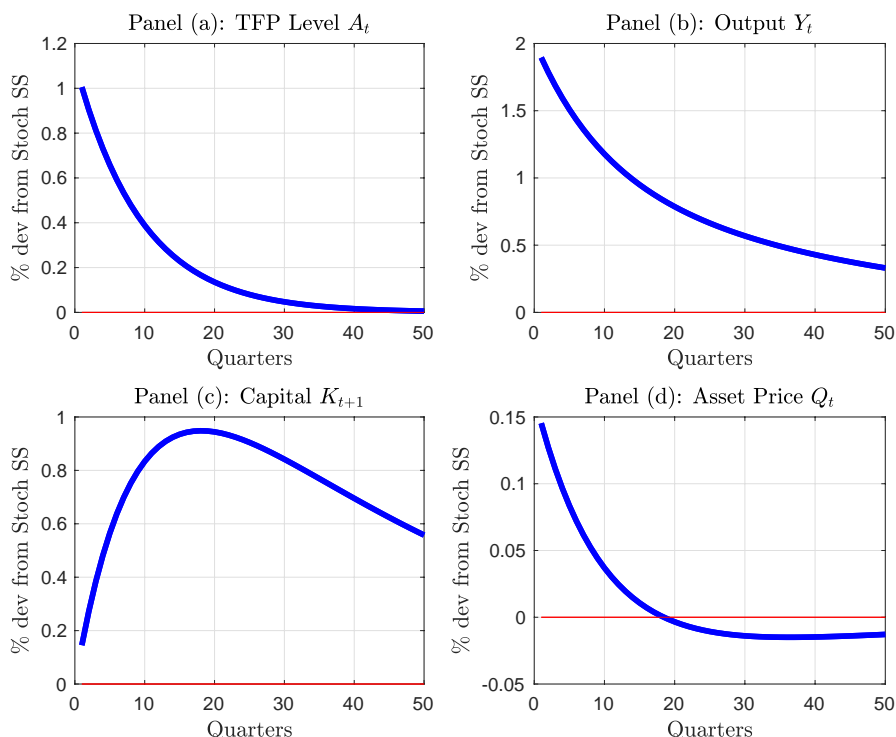 Panel (a): TFP Level A_t
% dev from Stoch SS
1.2
1
0.8
0.6
0.4
0.2
0
0 10 20 30 40 50
Quarters
Panel (b): Output Y_t
% dev from Stoch SS
2
1.5
1
0.5
0
0 10 20 30 40 50
Quarters
Panel (c): Capital K_{t+1}
% dev from Stoch SS
1
0.8
0.6
0.4
0.2
0
0 10 20 30 40 50
Quarters
Panel (d): Asset Price Q_t
% dev from Stoch SS
0.15
0.1
0.05
0
-0.05
0 10 20 30 40 50
Quarters